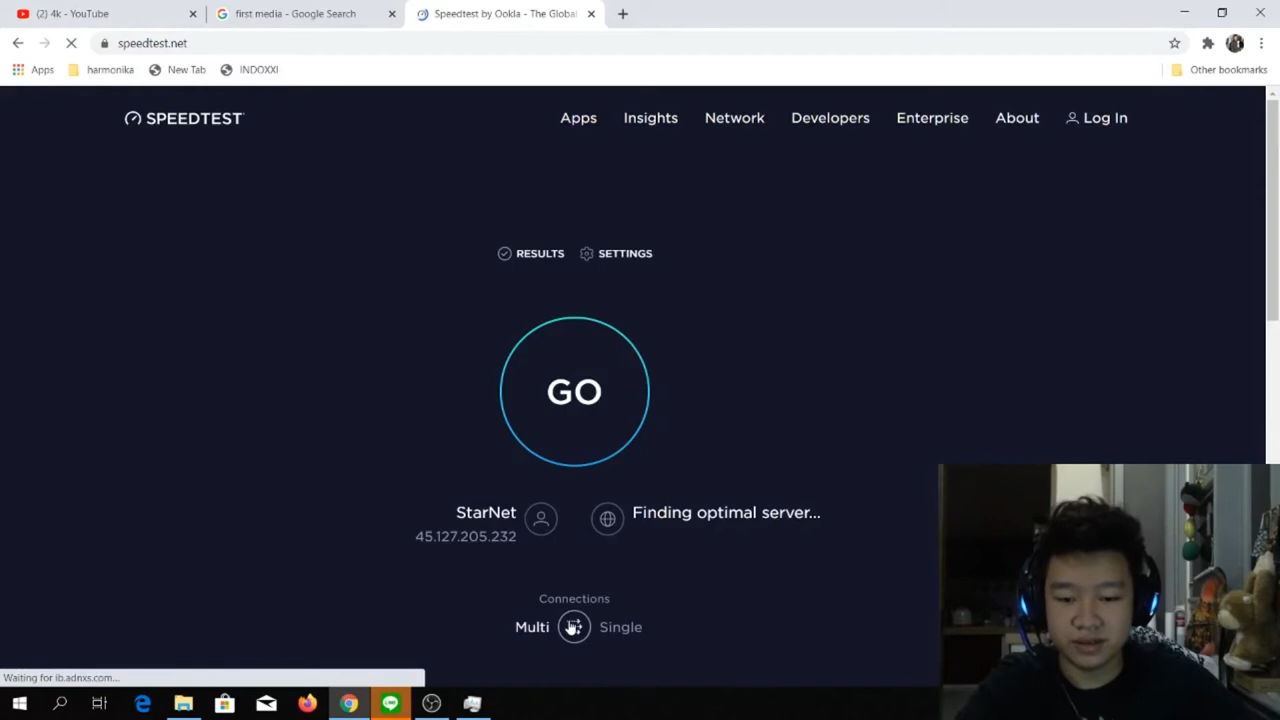 (2) 4k - YouTube
first media - Google Search
Speedtest by Ookla - The Global
speedtest.net
Apps
harmonika
New Tab
INDOXXI
Other bookmarks
SPEEDTEST
Apps
Insights
Network
Developers
Enterprise
About
Log In
RESULTS
SETTINGS
GO
StarNet
45.127.205.232
Finding optimal server...
Connections
Multi
Single
Waiting for ib.adnxs.com...